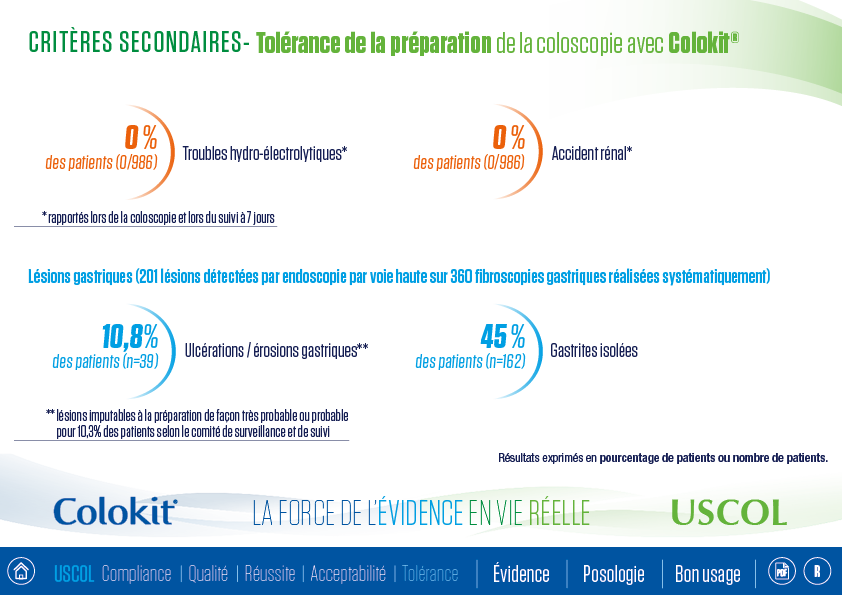 CRITÈRES SECONDAIRES- Tolérance de la préparation de la coloscopie avec Colokit®
0 %
des patients (0/986)
Troubles hydro-électrolytiques*
0 %
des patients (0/986)
Accident rénal*
* rapportés lors de la coloscopie et lors du suivi à 7 jours
Lésions gastriques (201 lésions détectées par endoscopie par voie haute sur 360 fibroscopies gastriques réalisées systématiquement)
10,8%
des patients (n=39)
Ulcérations / érosions gastriques**
45 %
des patients (n=162)
Gastrites isolées
** lésions imputables à la préparation de façon très probable ou probable
pour 10,3% des patients selon le comité de surveillance et de suivi
Résultats exprimés en pourcentage de patients ou nombre de patients.
Colokit®
LA FORCE DE L'ÉVIDENCE EN VIE RÉELLE
USCOL
USCOL Compliance | Qualité | Réussite | Acceptabilité | Tolérance | Évidence | Posologie | Bon usage | PDF R